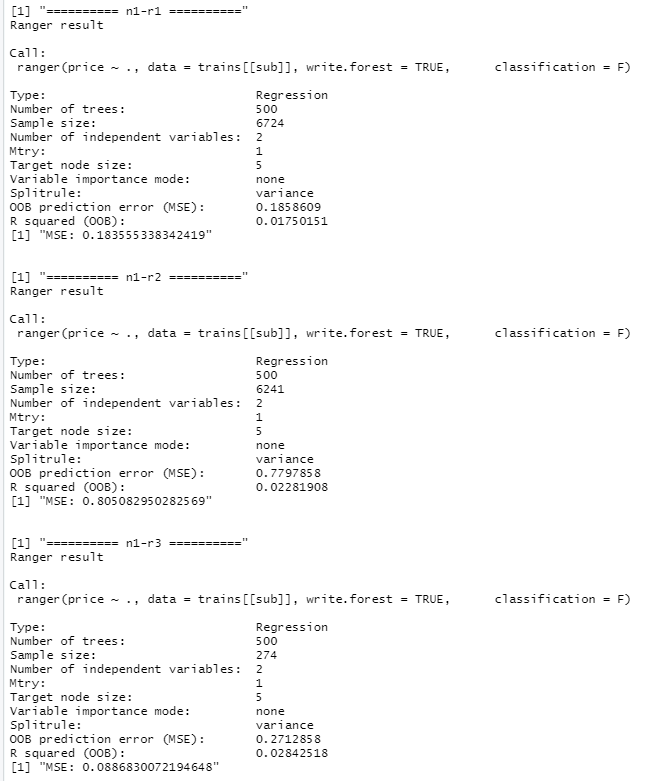 [1] "========== n1-r1 =========="
Ranger result
Call:
ranger(price ~ ., data = trains[[sub]], write.forest = TRUE,      classification = F)
Type:                             Regression
Number of trees:                  500
Sample size:                      6724
Number of independent variables:  2
Mtry:                             1
Target node size:                 5
Variable importance mode:         none
Splitrule:                        variance
OOB prediction error (MSE):       0.1858609
R squared (OOB):                  0.01750151
[1] "MSE: 0.183555338342419"
[1] "========== n1-r2 =========="
Ranger result
Call:
ranger(price ~ ., data = trains[[sub]], write.forest = TRUE,      classification = F)
Type:                             Regression
Number of trees:                  500
Sample size:                      6241
Number of independent variables:  2
Mtry:                             1
Target node size:                 5
Variable importance mode:         none
Splitrule:                        variance
OOB prediction error (MSE):       0.7797858
R squared (OOB):                  0.02281908
[1] "MSE: 0.805082950282569"
[1] "========== n1-r3 =========="
Ranger result
Call:
ranger(price ~ ., data = trains[[sub]], write.forest = TRUE,      classification = F)
Type:                             Regression
Number of trees:                  500
Sample size:                      274
Number of independent variables:  2
Mtry:                             1
Target node size:                 5
Variable importance mode:         none
Splitrule:                        variance
OOB prediction error (MSE):       0.2712858
R squared (OOB):                  0.02842518
[1] "MSE: 0.0886830072194648"